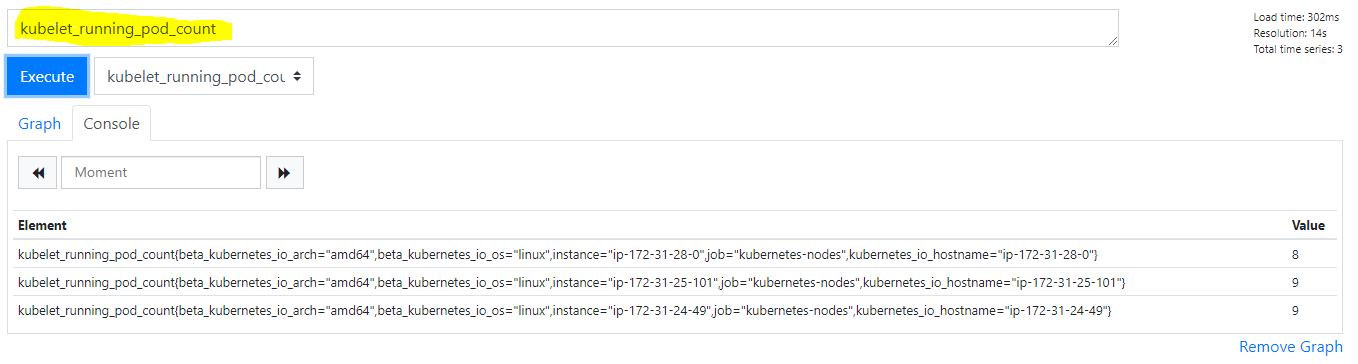 kubelet_running_pod_count
Load time: 302ms
Resolution: 14s
Total time series: 3
Execute
kubelet_running_pod_cou
Graph
Console
Moment
Element Value
kubelet_running_pod_count{beta_kubernetes_io_arch="amd64",beta_kubernetes_io_os="linux",instance="ip-172-31-28-0",job="kubernetes-nodes",kubernetes_io_hostname="ip-172-31-28-0"} 8
kubelet_running_pod_count{beta_kubernetes_io_arch="amd64",beta_kubernetes_io_os="linux",instance="ip-172-31-25-101",job="kubernetes-nodes",kubernetes_io_hostname="ip-172-31-25-101"} 9
kubelet_running_pod_count{beta_kubernetes_io_arch="amd64",beta_kubernetes_io_os="linux",instance="ip-172-31-24-49",job="kubernetes-nodes",kubernetes_io_hostname="ip-172-31-24-49"} 9
Remove Graph